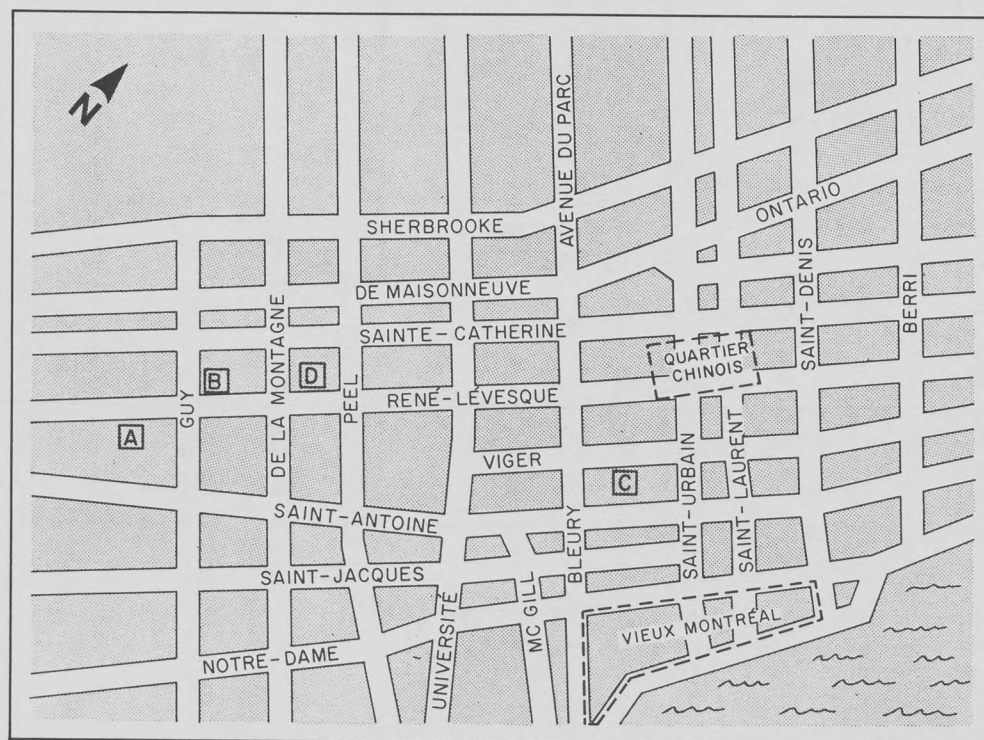 N
AVENUE DU PARC
SHERBROOKE
ONTARIO
DE MAISONNEUVE
SAINTE-CATHERINE
SAINT-DENIS
BERRI
QUARTIER
CHINOIS
DE LA MONTAGNE
B
D
PEEL
RENÉ-LÉVESQUE
GUY
A
VIGER
C
SAINT-URBAIN
SAINT-LAURENT
SAINT-ANTOINE
BLEURY
SAINT-JACQUES
MC GILL
UNIVERSITÉ
VIEUX MONTRÉAL
NOTRE-DAME